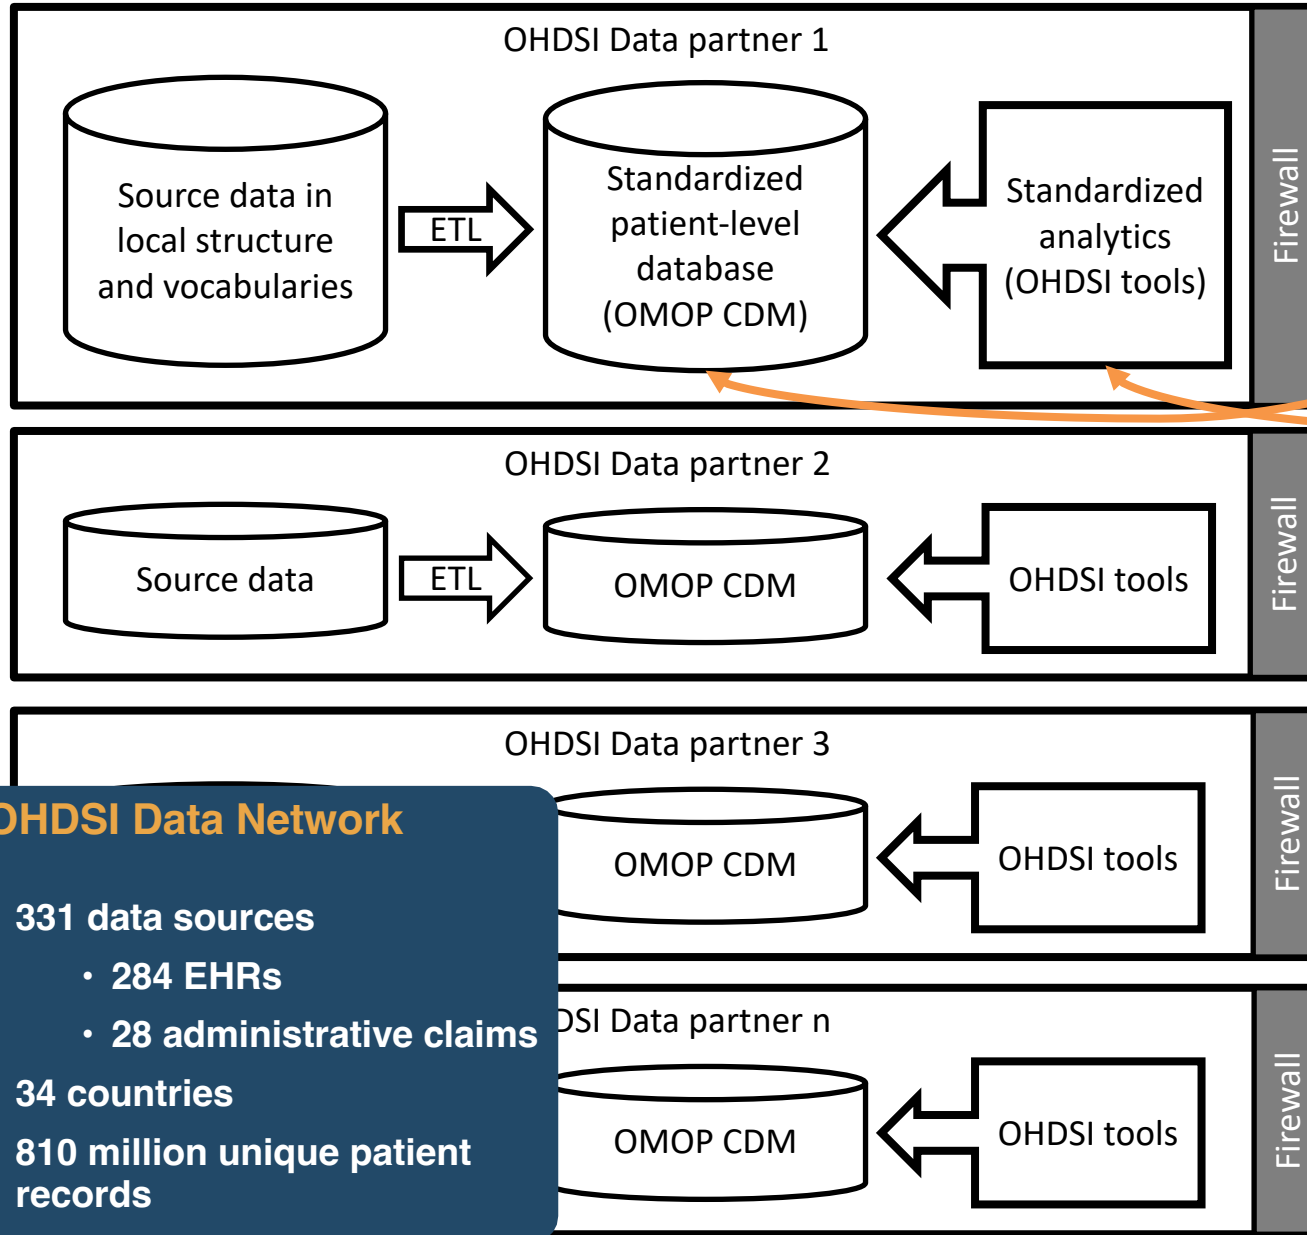 OHDSI Data partner 1
Source data in
local structure
and vocabularies
ETL
Standardized
patient-level
database
(OMOP CDM)
Standardized
analytics
(OHDSI tools)
Firewall
OHDSI Data partner 2
Source data
ETL
OMOP CDM
OHDSI tools
Firewall
OHDSI Data partner 3
OMOP CDM
OHDSI tools
Firewall
OHDSI Data Network
331 data sources
• 284 EHRs
• 28 administrative claims
34 countries
810 million unique patient
records
DSI Data partner n
OMOP CDM
OHDSI tools
Firewall